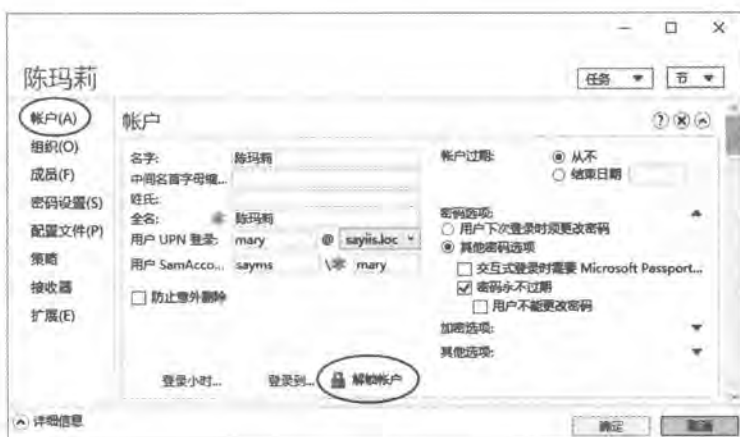 陈玛莉
任务
节
帐户(A)
组织(O)
成员(F)
密码设置(S)
配置文件(P)
策略
接收器
扩展(E)
帐户
名字: 陈玛莉
中间名首字母缩...
姓氏:
全名: 陈玛莉
用户 UPN 登录: mary @ sayiis.loc
用户 SamAcco... sayms \ mary
防止意外删除
登录小时... 登录到... 解锁帐户
帐户过期: 从不
结束日期
密码选项:
用户下次登录时须更改密码
其他密码选项
交互式登录时需要 Microsoft Passport...
密码永不过期
用户不能更改密码
加密选项:
其他选项:
详细信息
确定
取消